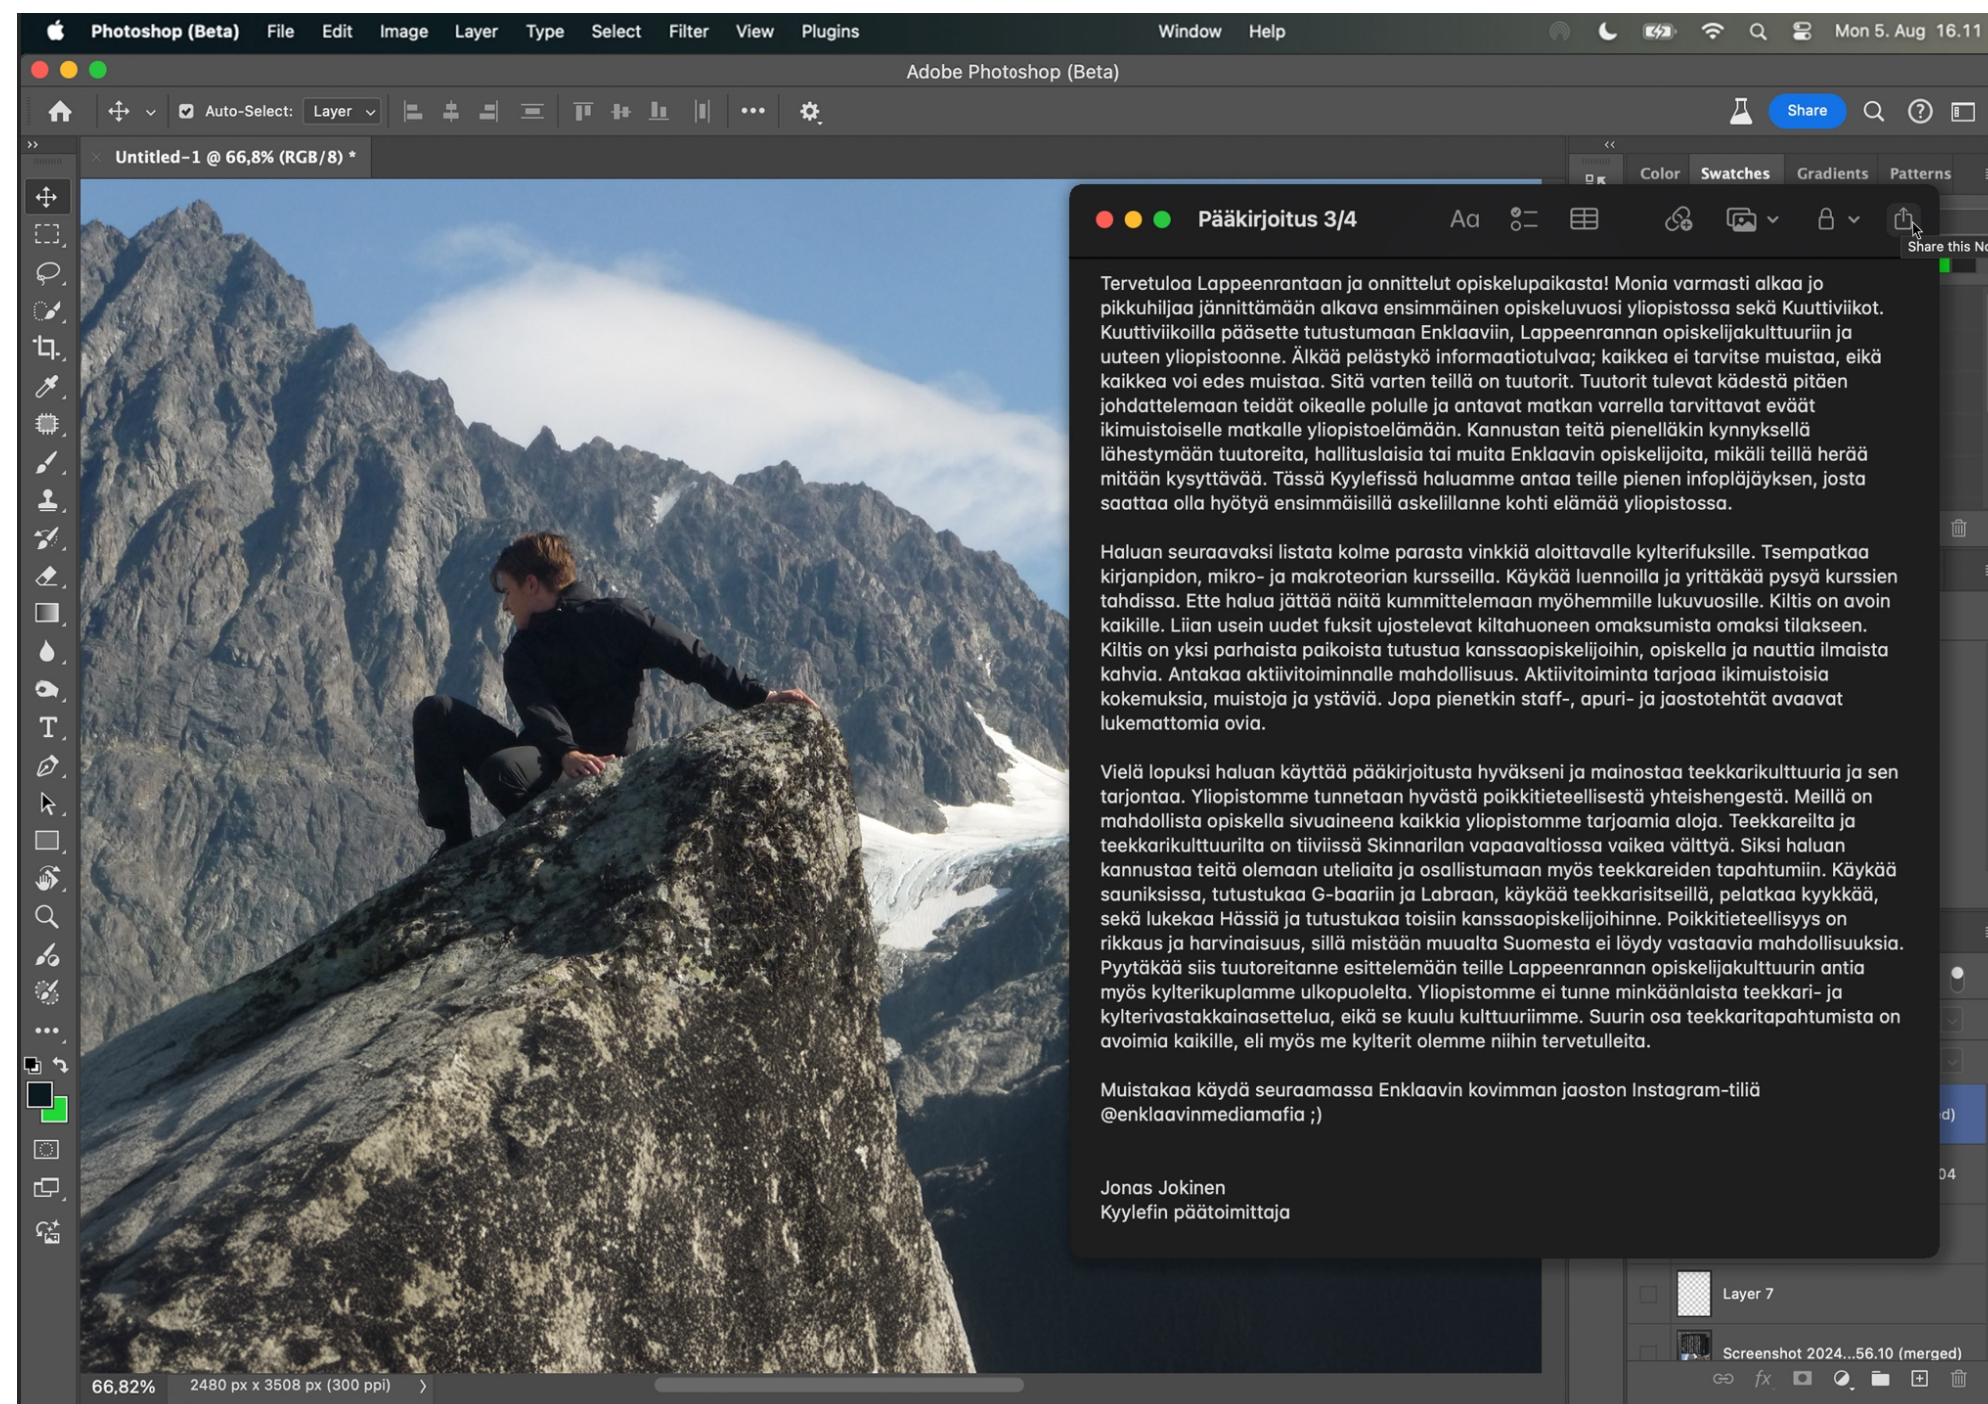 Photoshop (Beta) File Edit Image Layer Type Select Filter View Plugins Window Help Mon 5. Aug 16.11
Adobe Photoshop (Beta)
Auto-Select: Layer Share
Untitled-1 @ 66,8% (RGB/8) *
Color Swatches Gradients Patterns
Pääkirjoitus 3/4 Aa
Share this No
Tervetuloa Lappeenrantaan ja onnittelut opiskelupaikasta! Monia varmasti alkaa jo
pikkuhiljaa jännittämään alkava ensimmäinen opiskeluvuosi yliopistossa sekä Kuuttiviikot.
Kuuttiviikoilla pääsette tutustumaan Enklaaviin, Lappeenrannan opiskelijakulttuuriin ja
uuteen yliopistoonne. Älkää pelästykö informaatiotulvaa; kaikkea ei tarvitse muistaa, eikä
kaikkea voi edes muistaa. Sitä varten teillä on tuutorit. Tuutorit tulevat kädestä pitäen
johdattelemaan teidät oikealle polulle ja antavat matkan varrella tarvittavat eväät
ikimuistoiselle matkalle yliopistoelämään. Kannustan teitä pienelläkin kynnyksellä
lähestymään tuutoreita, hallituslaisia tai muita Enklaavin opiskelijoita, mikäli teillä herää
mitään kysyttävää. Tässä Kyylefissä haluamme antaa teille pienen infopläjäyksen, josta
saattaa olla hyötyä ensimmäisillä askelillanne kohti elämää yliopistossa.
Haluan seuraavaksi listata kolme parasta vinkkiä aloittavalle kylterifuksille. Tsempatkaa
kirjanpidon, mikro- ja makroteorian kursseilla. Käykää luennoilla ja yrittäkää pysyä kurssien
tahdissa. Ette halua jättää näitä kummittelemaan myöhemmille lukuvuosille. Kiltis on avoin
kaikille. Liian usein uudet fuksit ujostelevat kiltahuoneen omaksumista omaksi tilakseen.
Kiltis on yksi parhaista paikoista tutustua kanssaopiskelijoihin, opiskella ja nauttia ilmaista
kahvia. Antakaa aktiivitoiminnalle mahdollisuus. Aktiivitoiminta tarjoaa ikimuistoisia
kokemuksia, muistoja ja ystäviä. Jopa pienetkin staff-, apuri- ja jaostotehtät avaavat
lukemattomia ovia.
Vielä lopuksi haluan käyttää pääkirjoitusta hyväkseni ja mainostaa teekkarikulttuuria ja sen
tarjontaa. Yliopistomme tunnetaan hyvästä poikkitieteellisestä yhteishengestä. Meillä on
mahdollista opiskella sivuaineena kaikkia yliopistomme tarjoamia aloja. Teekkareilta ja
teekkarikulttuurilta on tiiviissä Skinnarilan vapaavaltiossa vaikea välttyä. Siksi haluan
kannustaa teitä olemaan uteliaita ja osallistumaan myös teekkareiden tapahtumiin. Käykää
sauniksissa, tutustukaa G-baariin ja Labraan, käykää teekkarisitseillä, pelatkaa kyykkää,
sekä lukekaa Hässiä ja tutustukaa toisiin kanssaopiskelijoihinne. Poikkitieteellisyys on
rikkaus ja harvinaisuus, sillä mistään muualta Suomesta ei löydy vastaavia mahdollisuuksia.
Pyytäkää siis tuutoreitanne esittelemään teille Lappeenrannan opiskelijakulttuurin antia
myös kylterikuplamme ulkopuolelta. Yliopistomme ei tunne minkäänlaista teekkari- ja
kylterivastakkainasettelua, eikä se kuulu kulttuuriimme. Suurin osa teekkaritapahtumista on
avoimia kaikille, eli myös me kylterit olemme niihin tervetulleita.
Muistakaa käydä seuraamassa Enklaavin kovimman jaoston Instagram-tiliä
@enklaavinmediamafia ;)
Jonas Jokinen
Kyylefin päätoimittaja
d)
04
Layer 7
Screenshot 2024...56.10 (merged)
66,82% 2480 px x 3508 px (300 ppi)
fx